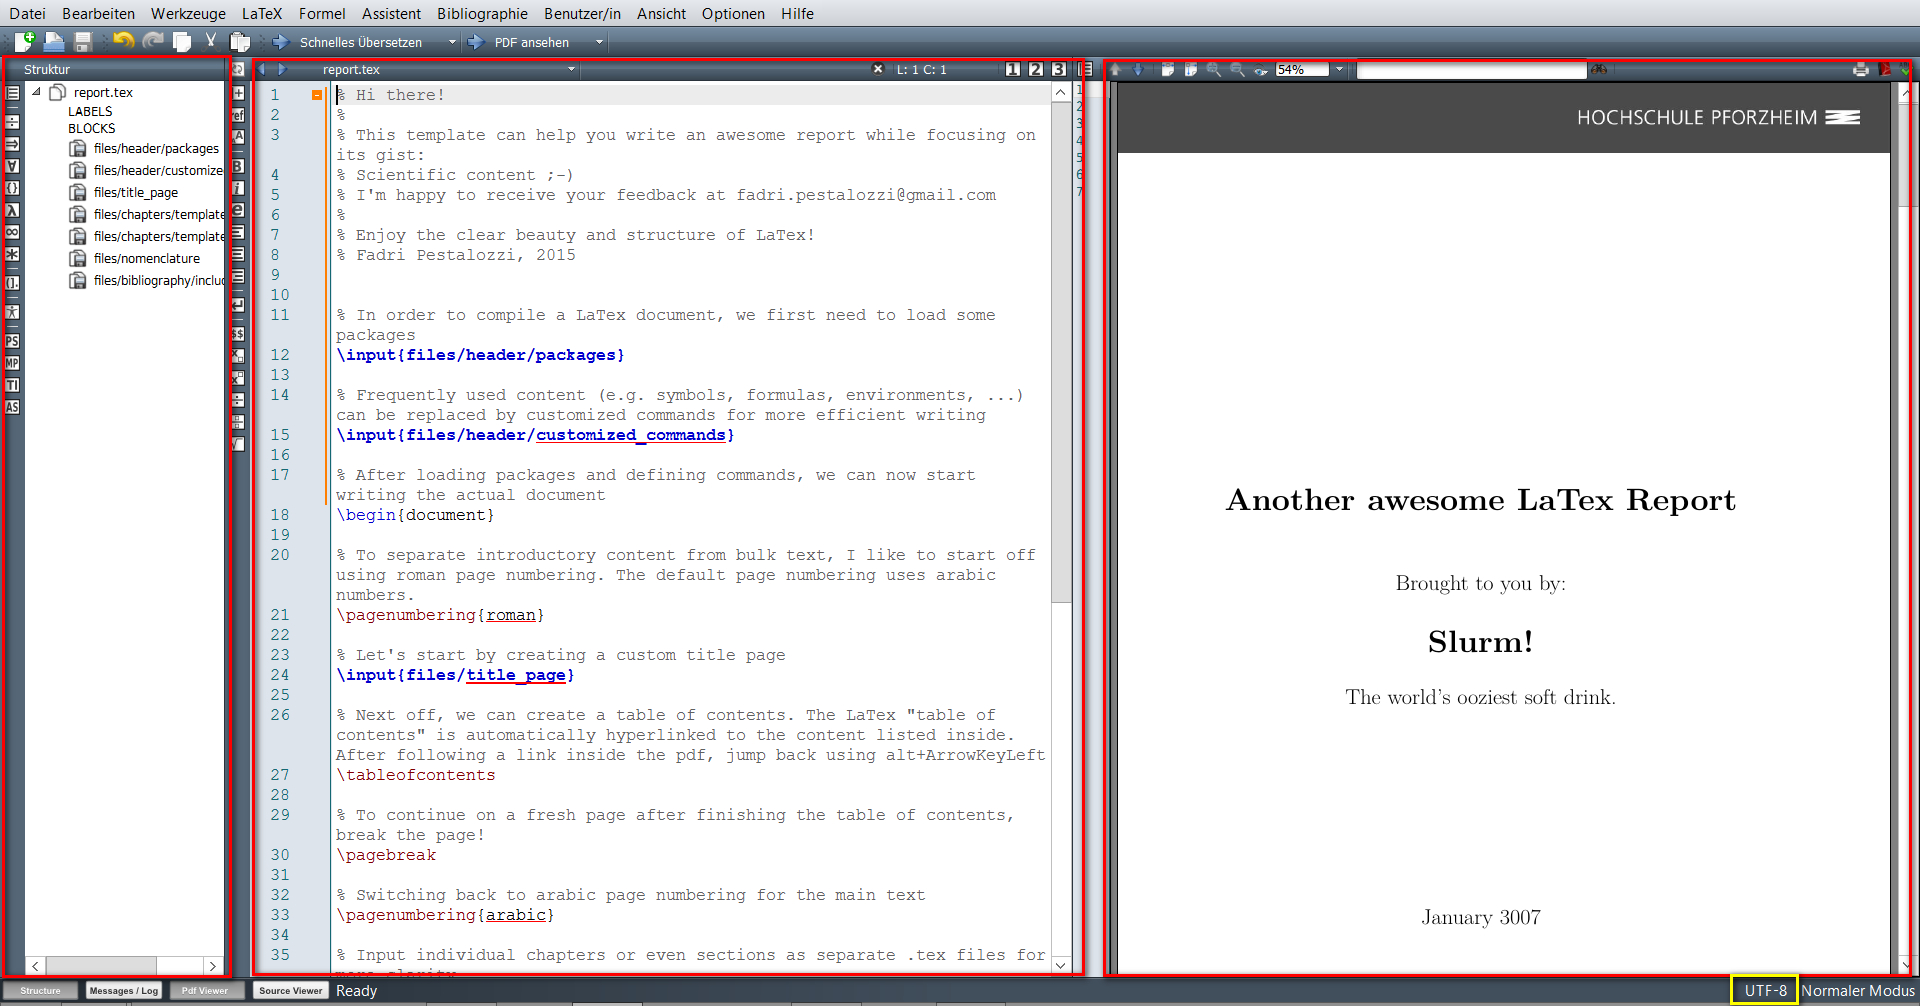 Datei Bearbeiten Werkzeuge LaTeX Formel Assistent Bibliographie Benutzer/in Ansicht Optionen Hilfe
Schnelles Übersetzen PDF ansehen
Struktur
report.tex
LABELS
BLOCKS
files/header/packages
files/header/customize
files/title_page
files/chapters/template
files/chapters/template
files/nomenclature
files/bibliography/includ
PS
MP
TI
AS
report.tex L: 1 C: 1 1 2 3
1 % Hi there!
2 %
3 % This template can help you write an awesome report while focusing on
its gist:
4 % Scientific content ;-)
5 % I'm happy to receive your feedback at fadri.pestalozzi@gmail.com
6 %
7 % Enjoy the clear beauty and structure of LaTex!
8 % Fadri Pestalozzi, 2015
9
10
11 % In order to compile a LaTex document, we first need to load some
packages
12 \input{files/header/packages}
13
14 % Frequently used content (e.g. symbols, formulas, environments, ...)
can be replaced by customized commands for more efficient writing
15 \input{files/header/customized_commands}
16
17 % After loading packages and defining commands, we can now start
writing the actual document
18 \begin{document}
19
20 % To separate introductory content from bulk text, I like to start off
using roman page numbering. The default page numbering uses arabic
numbers.
21 \pagenumbering{roman}
22
23 % Let's start by creating a custom title page
24 \input{files/title_page}
25
26 % Next off, we can create a table of contents. The LaTex "table of
contents" is automatically hyperlinked to the content listed inside.
After following a link inside the pdf, jump back using alt+ArrowKeyLeft
27 \tableofcontents
28
29 % To continue on a fresh page after finishing the table of contents,
break the page!
30 \pagebreak
31
32 % Switching back to arabic page numbering for the main text
33 \pagenumbering{arabic}
34
35 % Input individual chapters or even sections as separate .tex files for
more clarity
1
2
3
4
5
6
7
54%
HOCHSCHULE PFORZHEIM
Another awesome LaTex Report
Brought to you by:
Slurm!
The world's ooziest soft drink.
January 3007
Structure Messages / Log Pdf Viewer Source Viewer Ready UTF-8 Normaler Modus